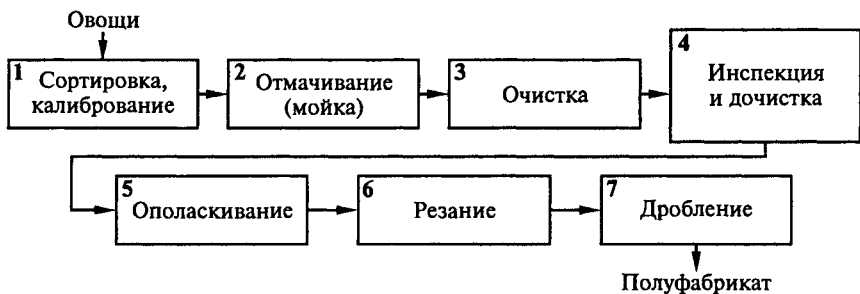 Овощи
1 Сортировка,
калибрование
2 Отмачивание
(мойка)
3 Очистка
4 Инспекция
и дочистка
5 Ополаскивание
6 Резание
7 Дробление
Полуфабрикат